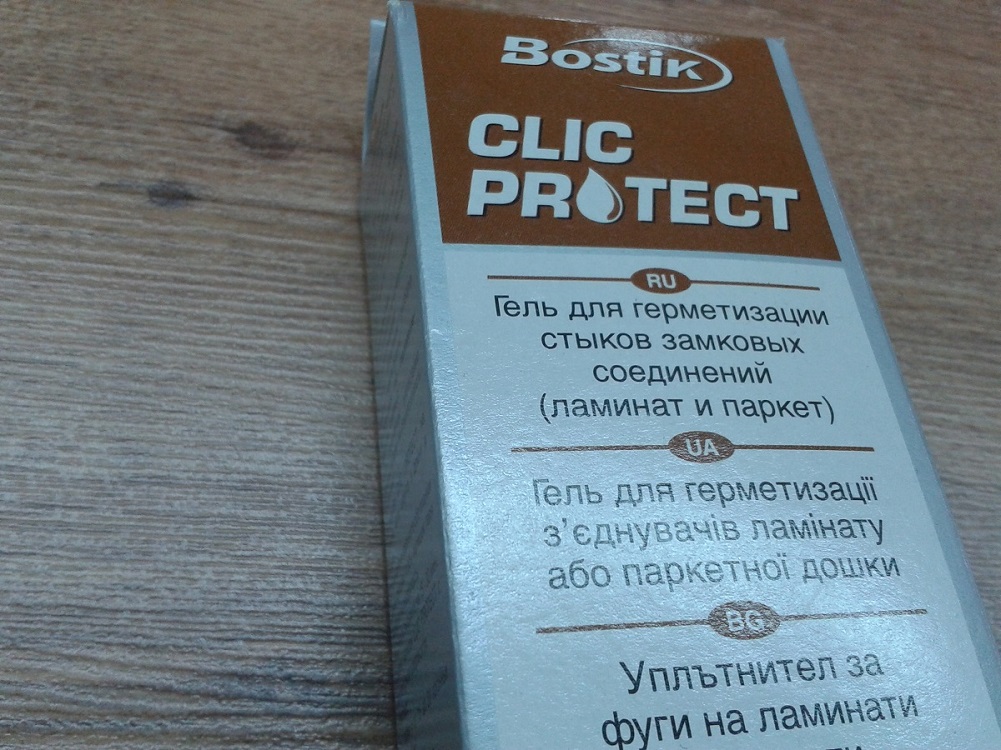 Bostik
CLIC
PROTECT
RU
Гель для герметизации
стыков замковых
соединений
(ламинат и паркет)
UA
Гель для герметизації
з’єднувачів ламінату
або паркетної дошки
BG
Уплътнител за
фуги на ламинати